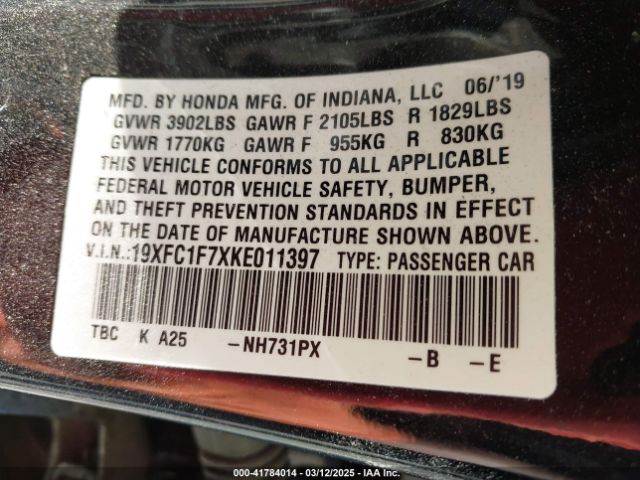 MFD. BY HONDA MFG. OF INDIANA, LLC 06/'19
GVWR 3902LBS GAWR F 2105LBS R 1829LBS
GVWR 1770KG GAWR F 955KG R 830KG
THIS VEHICLE CONFORMS TO ALL APPLICABLE
FEDERAL MOTOR VEHICLE SAFETY, BUMPER,
AND THEFT PREVENTION STANDARDS IN EFFECT
ON THE DATE OF MANUFACTURE SHOWN ABOVE.
V.I.N.:19XFC1F7XKE011397 TYPE: PASSENGER CAR
TBC K A25 -NH731PX -B -E
000-41784014 — 03/12/2025 — IAA Inc.